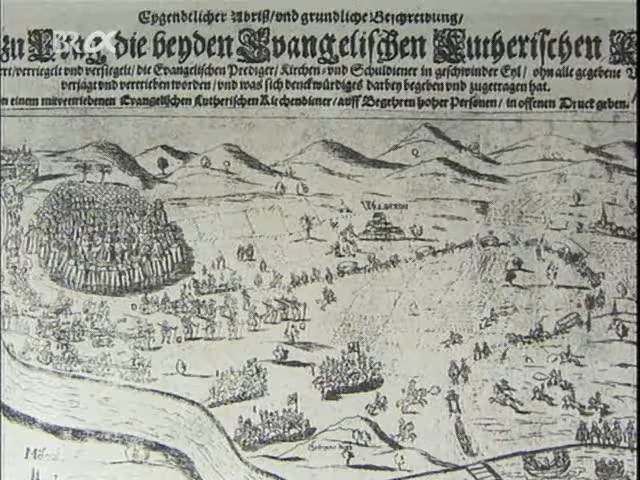 Eygendtlicher Abriß/ vnd grundliche Beschreibung/
zu Prag die beyden Evangelischen Lutherischen
ert/ verriegelt vnd versiegelt/ die Evangelischen Prediger/ Kirchen- vnd Schuldiener in geschwinder Eyl/ ohn alle gegebene
verjagt vnd vertrieben worden/ vnd was sich denckwürdiges darbey begeben vnd zugetragen hat.
n einem mitvertriebenen Evangelischen Lutherischen Kirchendiener/ auff Begehren hoher Personen/ in offenen Druck geben.